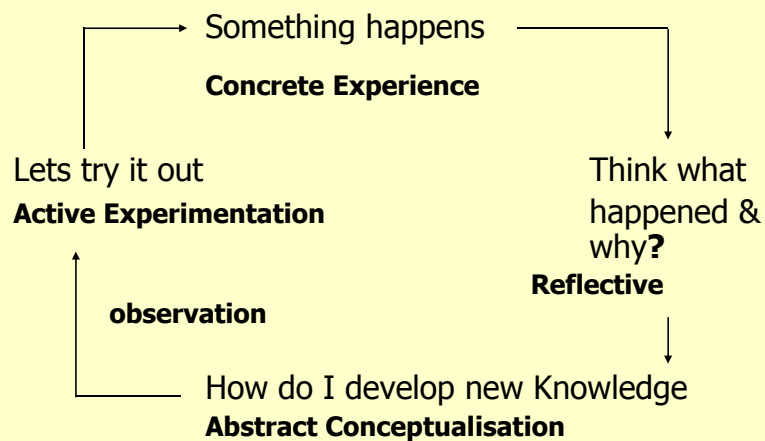 Something happens
Concrete Experience
Lets try it out
Active Experimentation
Think what
happened &
why?
Reflective
observation
How do I develop new Knowledge
Abstract Conceptualisation